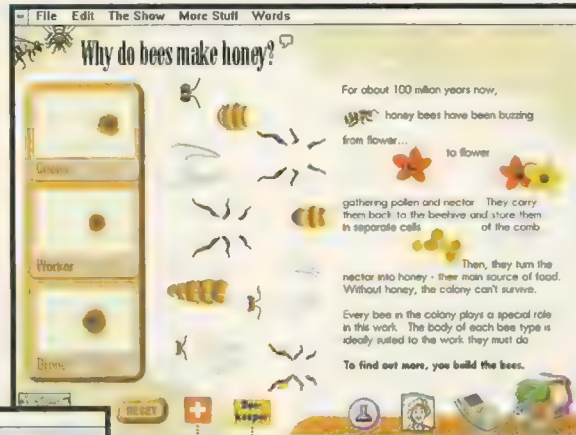 File Edit The Show More Stuff Words
Why do bees make honey?
For about 100 million years now,
honey bees have been buzzing
from flower...
to flower
gathering pollen and nectar They carry
them back to the beehive and store them
in separate cells of the comb
Then, they turn the
nectar into honey - their main source of food.
Without honey, the colony can't survive.
Every bee in the colony plays a special role
in this work The body of each bee type is
ideally suited to the work they must do
To find out more, you build the bees.
Queen
Worker
Drone
RESET
Bee-
keeper